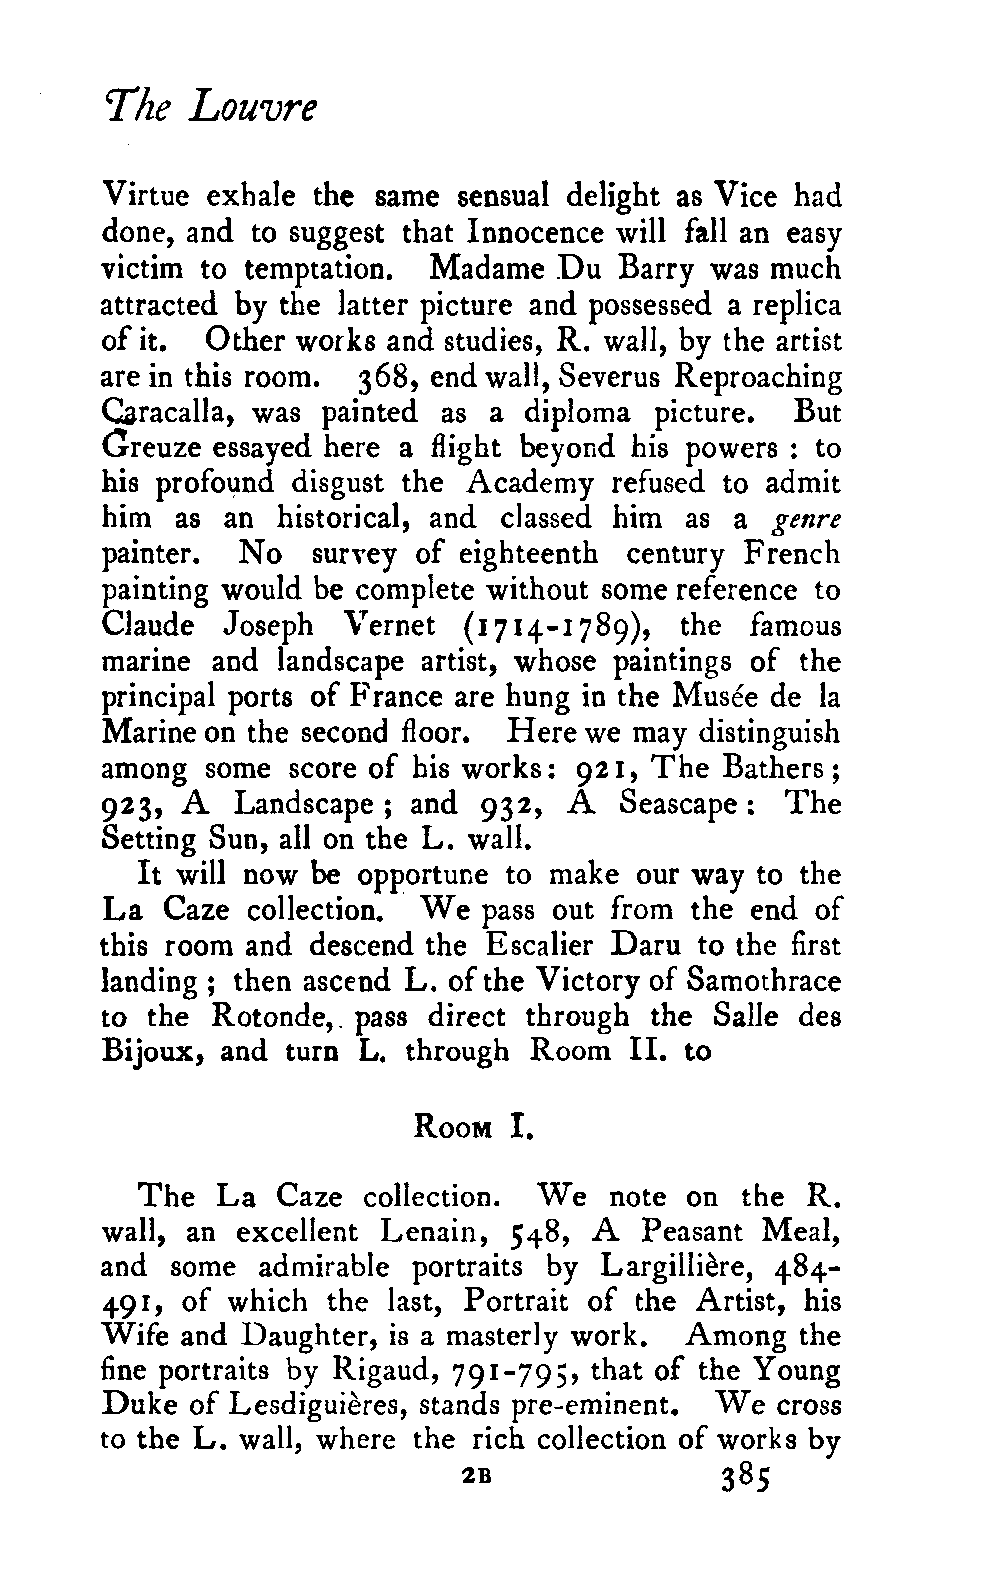 The Louvre
Virtue exhale the same sensual delight as Vice had
done, and to suggest that Innocence will fall an easy
victim to temptation. Madame Du Barry was much
attracted by the latter picture and possessed a replica
of it. Other works and studies, R. wall, by the artist
are in this room. 368, end wall, Severus Reproaching
Caracalla, was painted as a diploma picture. But
Greuze essayed here a flight beyond his powers : to
his profound disgust the Academy refused to admit
him as an historical, and classed him as a genre
painter. No survey of eighteenth century French
painting would be complete without some reference to
Claude Joseph Vernet (1714-1789), the famous
marine and landscape artist, whose paintings of the
principal ports of France are hung in the Musée de la
Marine on the second floor. Here we may distinguish
among some score of his works: 921, The Bathers ;
923, A Landscape ; and 932, A Seascape : The
Setting Sun, all on the L. wall.
It will now be opportune to make our way to the
La Caze collection. We pass out from the end of
this room and descend the Escalier Daru to the first
landing ; then ascend L. of the Victory of Samothrace
to the Rotonde, pass direct through the Salle des
Bijoux, and turn L. through Room II. to
ROOM I.
The La Caze collection. We note on the R.
wall, an excellent Lenain, 548, A Peasant Meal,
and some admirable portraits by Largillière, 484-
491, of which the last, Portrait of the Artist, his
Wife and Daughter, is a masterly work. Among the
fine portraits by Rigaud, 791-795, that of the Young
Duke of Lesdiguières, stands pre-eminent. We cross
to the L. wall, where the rich collection of works by
2B 385